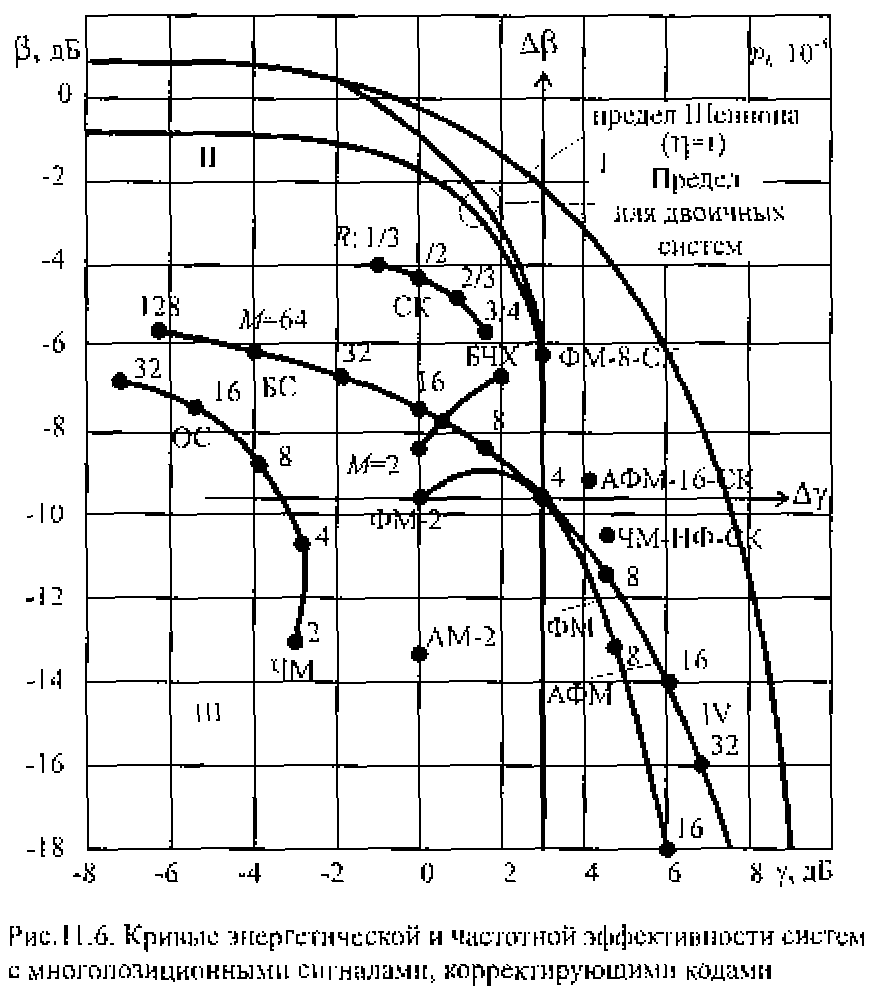 β, дБ
Δβ
0
предел Шеннона
(η=1)
II
I
-2
Предел
для двоичных
систем
R: 1/3
/2
-4
2/3
СК
3/4
128
M=64
-6
32
БЧХ
ФМ-8-СК
32
БС
16
16
ОС
8
-8
8
M=2
4
АФМ-16-СК
Δγ
-10
ФМ-2
4
ЧМ-НФ-СК
8
-12
ФМ
2
АМ-2
ЧМ
8
16
-14
АФМ
III
IV
32
-16
16
-18
-8 -6 -4 -2 0 2 4 6 8 γ, дБ
Рис.11.6. Кривые энергетической и частотной эффективности систем
с многопозиционными сигналами, корректирующими кодами